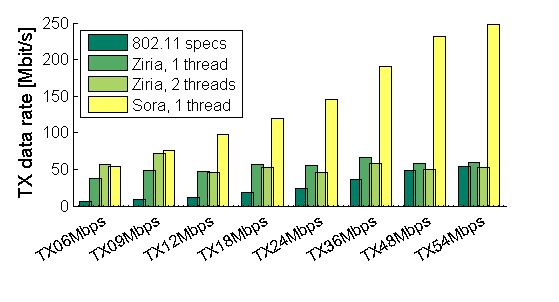 TX data rate [Mbit/s]
250
200
150
100
50
0
802.11 specs
Ziria, 1 thread
Ziria, 2 threads
Sora, 1 thread
TX06Mbps
TX09Mbps
TX12Mbps
TX18Mbps
TX24Mbps
TX36Mbps
TX48Mbps
TX54Mbps